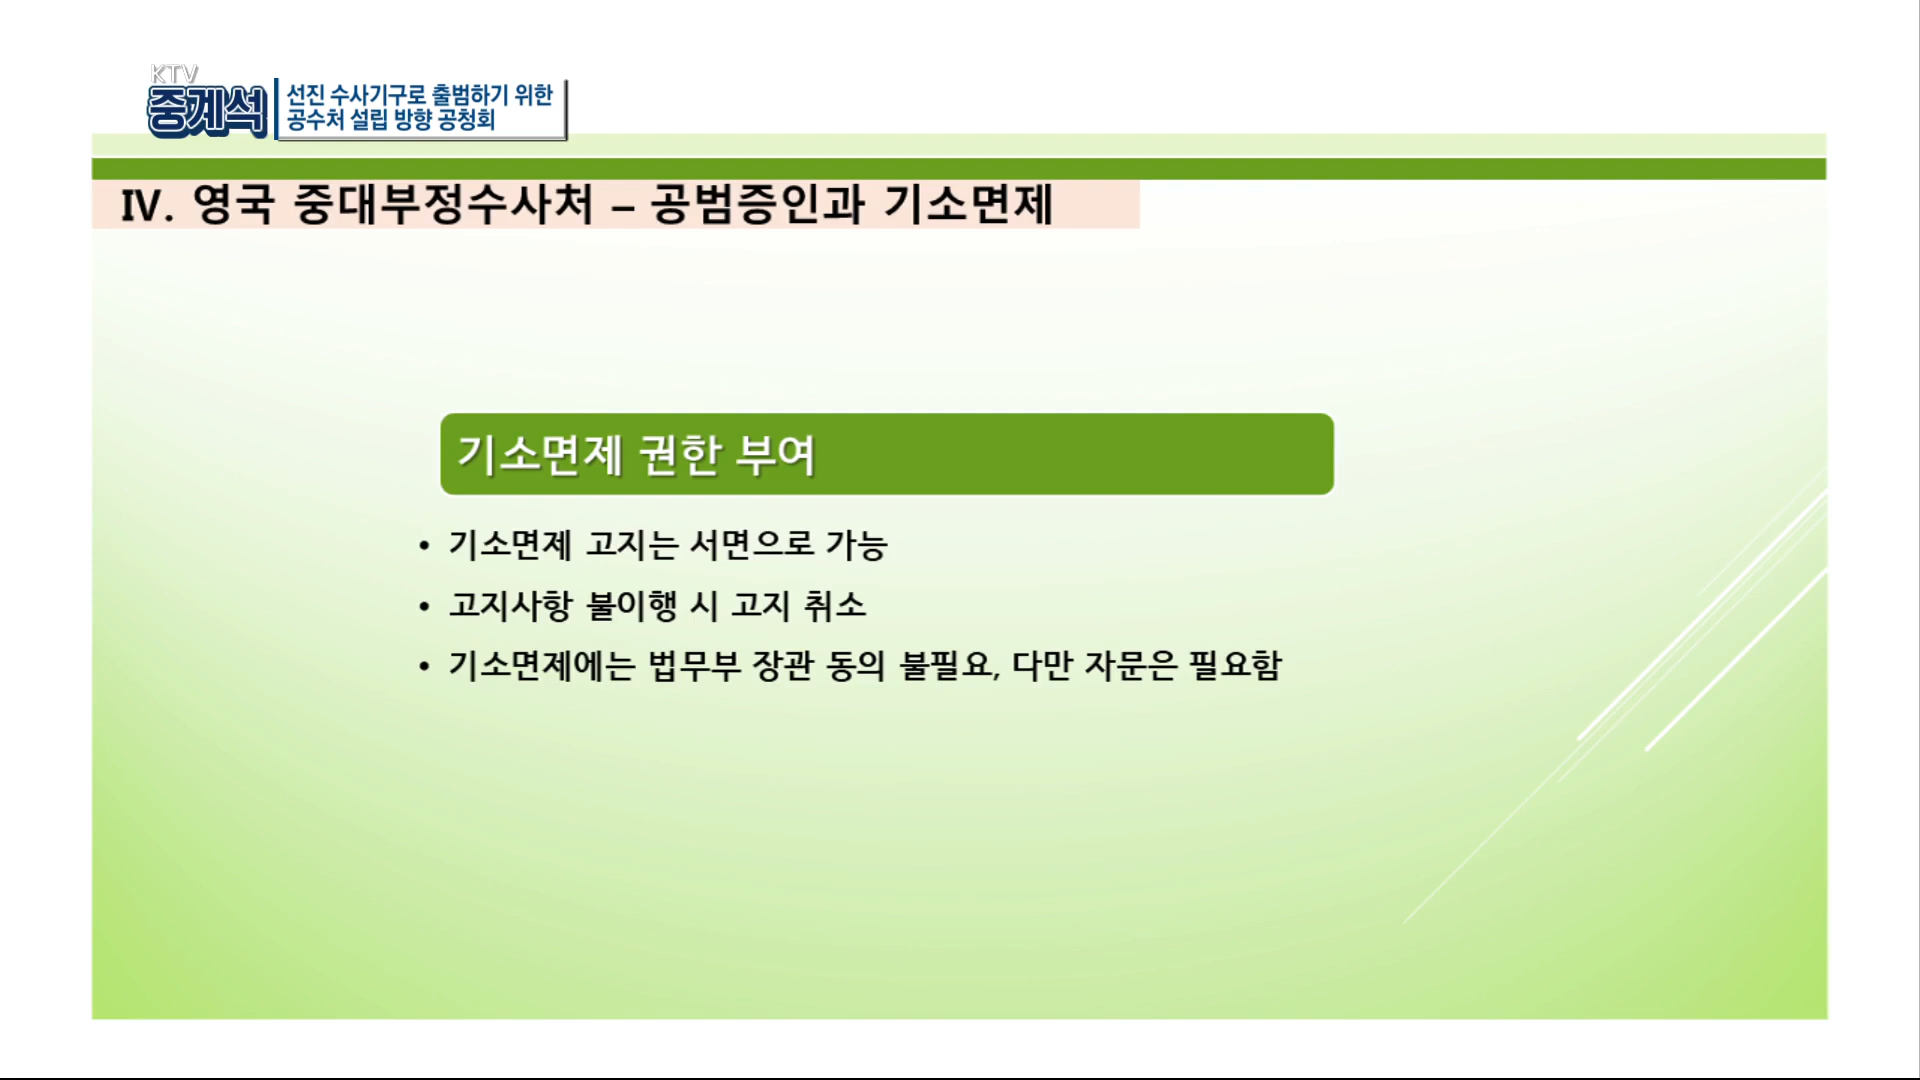 KTV
중계석
선진 수사기구로 출범하기 위한
공수처 설립 방향 공청회
Ⅳ. 영국 중대부정수사처 – 공범증인과 기소면제
기소면제 권한 부여
• 기소면제 고지는 서면으로 가능
• 고지사항 불이행 시 고지 취소
• 기소면제에는 법무부 장관 동의 불필요, 다만 자문은 필요함